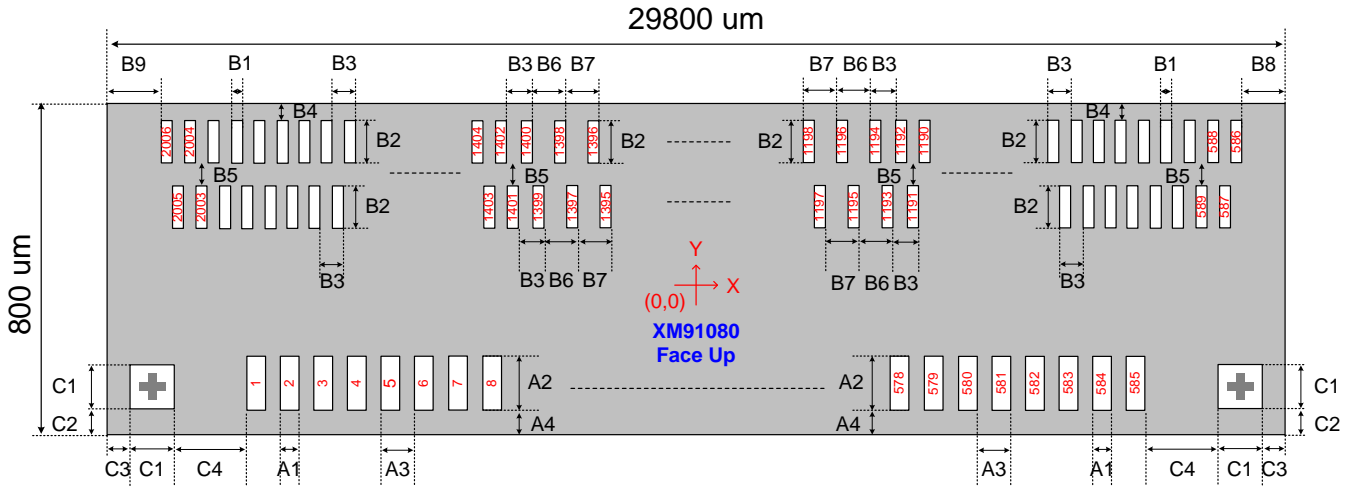 29800 um
B9 B1 B3 B3 B6 B7 B7 B6 B3 B3 B1 B8
B4 B4
2006 2004 B2 1404 1402 1400 1398 1396 B2 B2 1198 1196 1194 1192 1190 B2 588 586
B5 B5 B5 B5
2005 2003 B2 1403 1401 1399 1397 1395 1197 1195 1193 1191 B2 589 587
B3 B3 B6 B7 B7 B6 B3 B3
Y
X
(0,0)
800 um
XM91080
Face Up
C1 1 2 3 4 5 6 7 8 A2 A2 578 579 580 581 582 583 584 585 C1
C2 A4 A4 C2
C3 C1 C4 A1 A3 A3 A1 C4 C1 C3